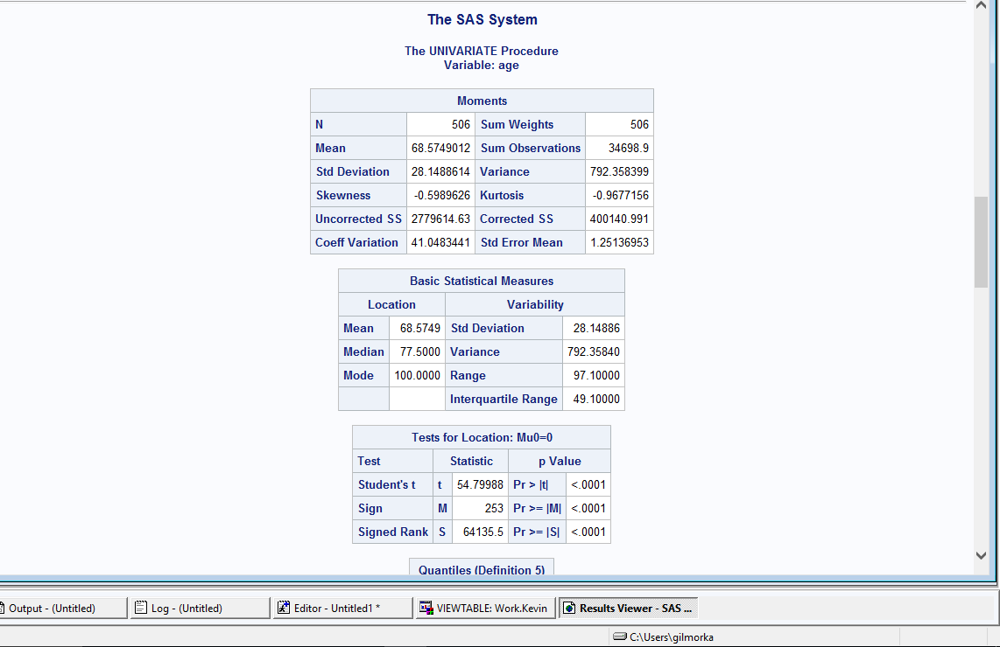 The SAS System
The UNIVARIATE Procedure
Variable: age
Moments
N 506 Sum Weights 506
Mean 68.5749012 Sum Observations 34698.9
Std Deviation 28.1488614 Variance 792.358399
Skewness -0.5989626 Kurtosis -0.9677156
Uncorrected SS 2779614.63 Corrected SS 400140.991
Coeff Variation 41.0483441 Std Error Mean 1.25136953
Basic Statistical Measures
Location Variability
Mean 68.5749 Std Deviation 28.14886
Median 77.5000 Variance 792.35840
Mode 100.0000 Range 97.10000
Interquartile Range 49.10000
Tests for Location: Mu0=0
Test Statistic p Value
Student's t t 54.79988 Pr > |t| <.0001
Sign M 253 Pr >= |M| <.0001
Signed Rank S 64135.5 Pr >= |S| <.0001
Quantiles (Definition 5)
Output - (Untitled) Log - (Untitled) Editor - Untitled1 * VIEWTABLE: Work.Kevin Results Viewer - SAS ...
C:\Users\gilmorka